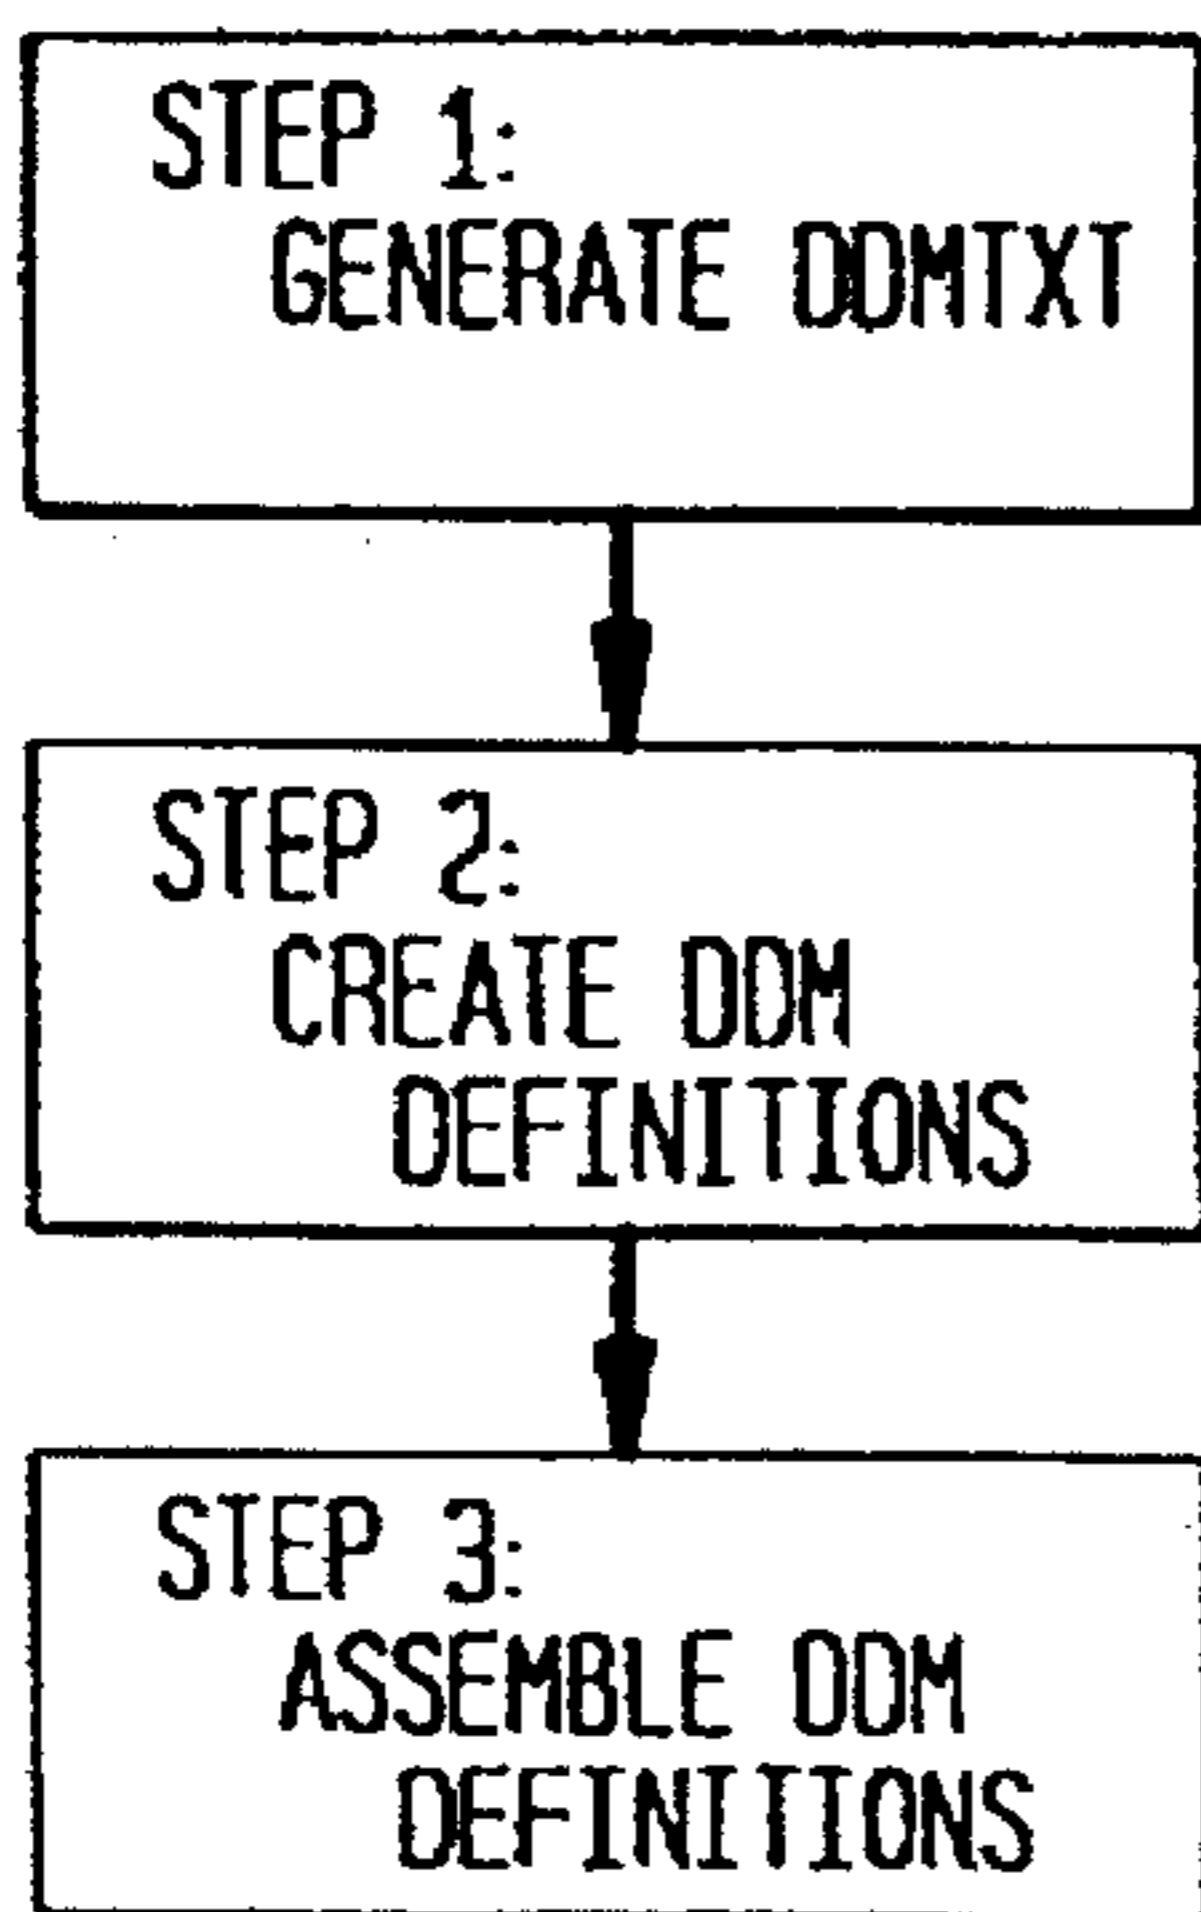 STEP 1:
GENERATE DDMTXT
STEP 2:
CREATE DDM
DEFINITIONS
STEP 3:
ASSEMBLE DDM
DEFINITIONS